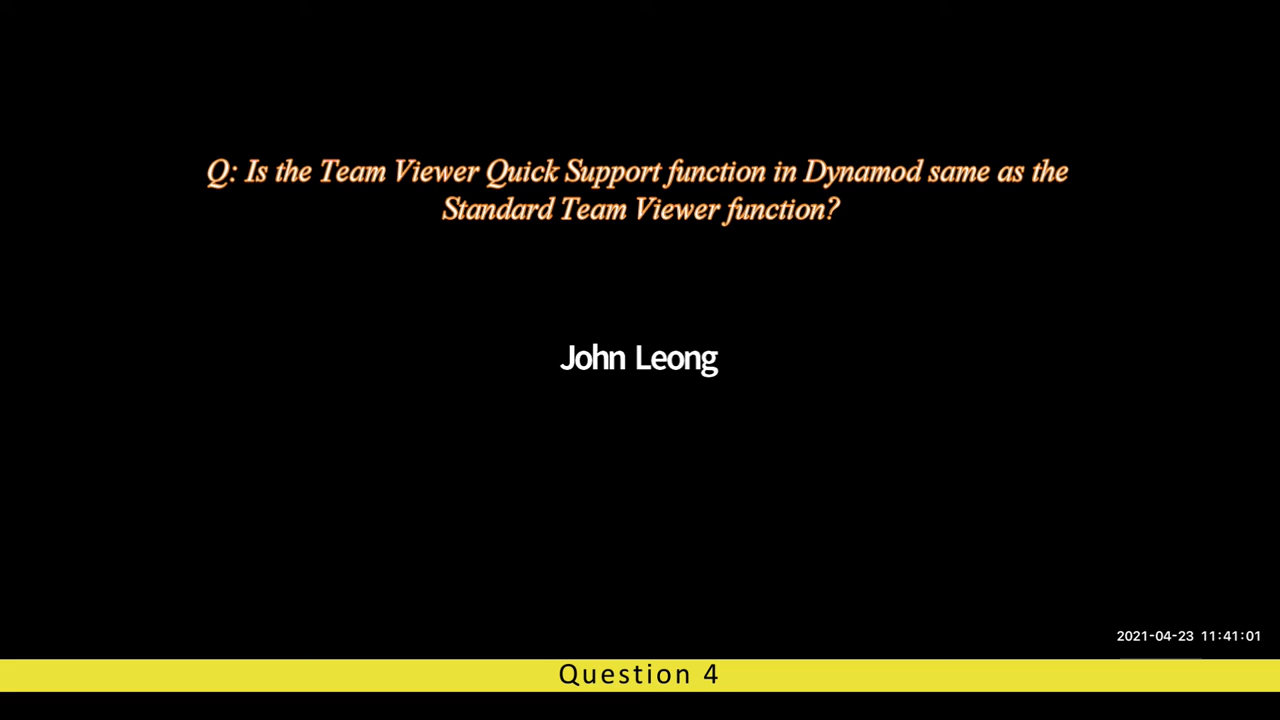 Q: Is the Team Viewer Quick Support function in Dynamod same as the
Standard Team Viewer function?
John Leong
2021-04-23 11:41:01
Question 4